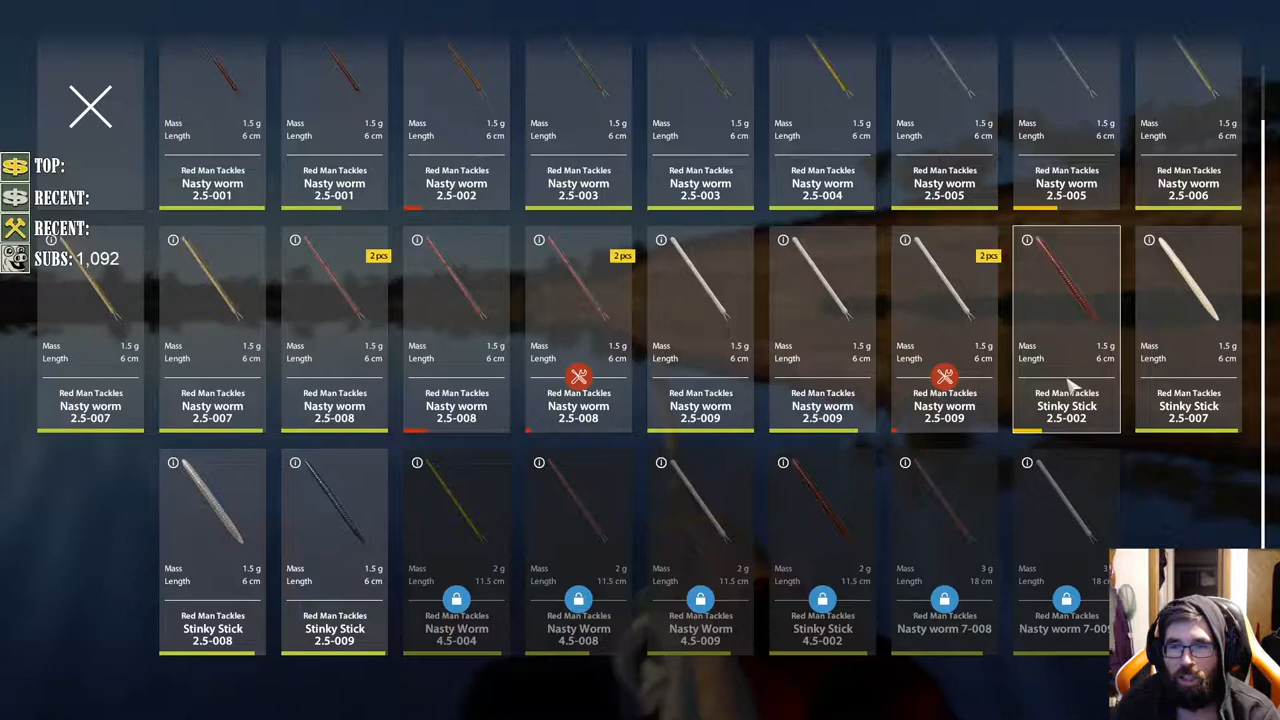 Mass 1.5 g
Length 6 cm
Red Man Tackles
Nasty worm
2.5-001
Mass 1.5 g
Length 6 cm
Red Man Tackles
Nasty worm
2.5-001
Mass 1.5 g
Length 6 cm
Red Man Tackles
Nasty worm
2.5-002
Mass 1.5 g
Length 6 cm
Red Man Tackles
Nasty worm
2.5-003
Mass 1.5 g
Length 6 cm
Red Man Tackles
Nasty worm
2.5-003
Mass 1.5 g
Length 6 cm
Red Man Tackles
Nasty worm
2.5-004
Mass 1.5 g
Length 6 cm
Red Man Tackles
Nasty worm
2.5-005
Mass 1.5 g
Length 6 cm
Red Man Tackles
Nasty worm
2.5-005
Mass 1.5 g
Length 6 cm
Red Man Tackles
Nasty worm
2.5-006
TOP:
RECENT:
RECENT:
SUBS: 1,092
Mass 1.5 g
Length 6 cm
Red Man Tackles
Nasty worm
2.5-007
Mass 1.5 g
Length 6 cm
Red Man Tackles
Nasty worm
2.5-007
2 pcs
Mass 1.5 g
Length 6 cm
Red Man Tackles
Nasty worm
2.5-008
Mass 1.5 g
Length 6 cm
Red Man Tackles
Nasty worm
2.5-008
2 pcs
Mass 1.5 g
Length 6 cm
Red Man Tackles
Nasty worm
2.5-008
Mass 1.5 g
Length 6 cm
Red Man Tackles
Nasty worm
2.5-009
Mass 1.5 g
Length 6 cm
Red Man Tackles
Nasty worm
2.5-009
2 pcs
Mass 1.5 g
Length 6 cm
Red Man Tackles
Nasty worm
2.5-009
Mass 1.5 g
Length 6 cm
Red Man Tackles
Stinky Stick
2.5-002
Mass 1.5 g
Length 6 cm
Red Man Tackles
Stinky Stick
2.5-007
Mass 1.5 g
Length 6 cm
Red Man Tackles
Stinky Stick
2.5-008
Mass 1.5 g
Length 6 cm
Red Man Tackles
Stinky Stick
2.5-009
Mass 2 g
Length 11.5 cm
Red Man Tackles
Nasty Worm
4.5-004
Mass 2 g
Length 11.5 cm
Red Man Tackles
Nasty Worm
4.5-008
Mass 2 g
Length 11.5 cm
Red Man Tackles
Nasty Worm
4.5-009
Mass 2 g
Length 11.5 cm
Red Man Tackles
Stinky Stick
4.5-002
Mass 3 g
Length 18 cm
Red Man Tackles
Nasty worm 7-008
Mass 3 g
Length 18 cm
Red Man Tackles
Nasty worm 7-009